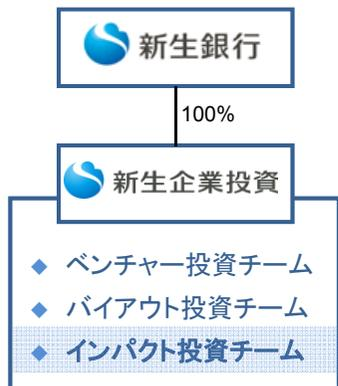 新生銀行
100%
新生企業投資
◆ ベンチャー投資チーム
◆ バイアウト投資チーム
◆ インパクト投資チーム